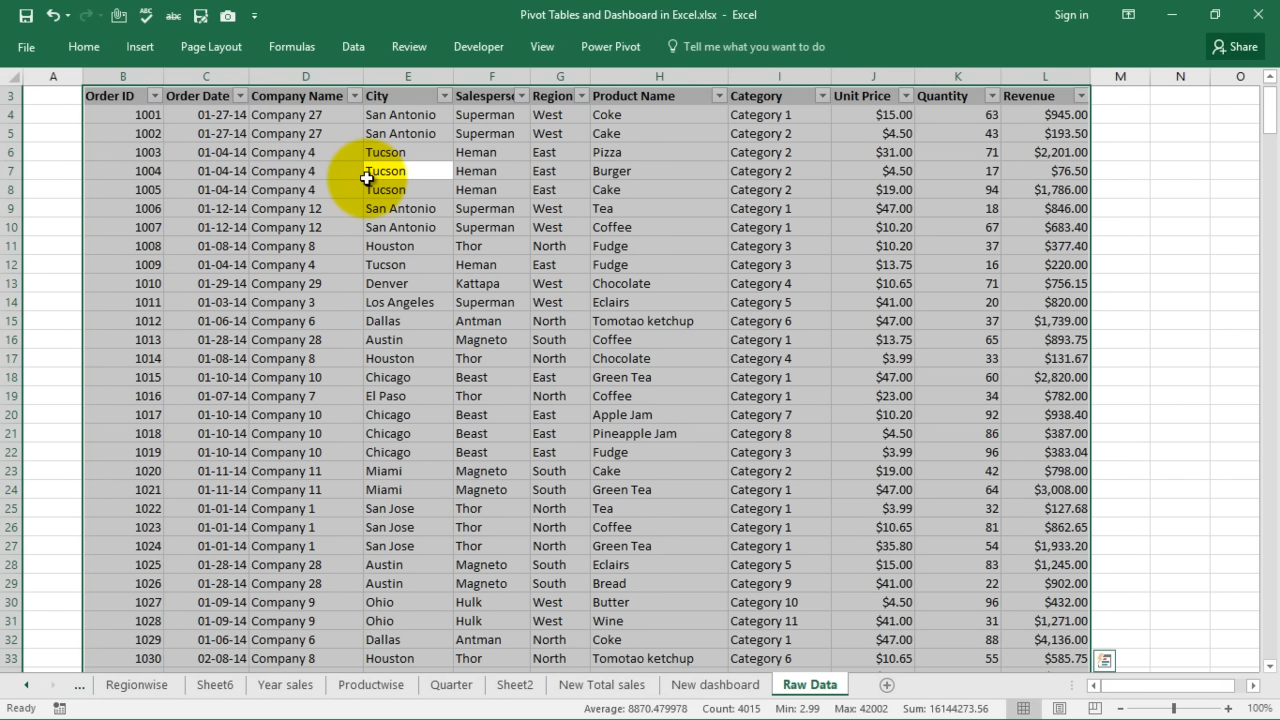 Pivot Tables and Dashboard in Excel.xlsx - Excel
Sign in
File Home Insert Page Layout Formulas Data Review Developer View Power Pivot Tell me what you want to do Share
A B C D E F G H I J K L M N O
3 Order ID Order Date Company Name City Salesperso Region Product Name Category Unit Price Quantity Revenue
4 1001 01-27-14 Company 27 San Antonio Superman West Coke Category 1 $15.00 63 $945.00
5 1002 01-27-14 Company 27 San Antonio Superman West Cake Category 2 $4.50 43 $193.50
6 1003 01-04-14 Company 4 Tucson Heman East Pizza Category 2 $31.00 71 $2,201.00
7 1004 01-04-14 Company 4 Tucson Heman East Burger Category 2 $4.50 17 $76.50
8 1005 01-04-14 Company 4 Tucson Heman East Cake Category 2 $19.00 94 $1,786.00
9 1006 01-12-14 Company 12 San Antonio Superman West Tea Category 1 $47.00 18 $846.00
10 1007 01-12-14 Company 12 San Antonio Superman West Coffee Category 1 $10.20 67 $683.40
11 1008 01-08-14 Company 8 Houston Thor North Fudge Category 3 $10.20 37 $377.40
12 1009 01-04-14 Company 4 Tucson Heman East Fudge Category 3 $13.75 16 $220.00
13 1010 01-29-14 Company 29 Denver Kattapa West Chocolate Category 4 $10.65 71 $756.15
14 1011 01-03-14 Company 3 Los Angeles Superman West Eclairs Category 5 $41.00 20 $820.00
15 1012 01-06-14 Company 6 Dallas Antman North Tomotao ketchup Category 6 $47.00 37 $1,739.00
16 1013 01-28-14 Company 28 Austin Magneto South Coffee Category 1 $13.75 65 $893.75
17 1014 01-08-14 Company 8 Houston Thor North Chocolate Category 4 $3.99 33 $131.67
18 1015 01-10-14 Company 10 Chicago Beast East Green Tea Category 1 $47.00 60 $2,820.00
19 1016 01-07-14 Company 7 El Paso Thor North Coffee Category 1 $23.00 34 $782.00
20 1017 01-10-14 Company 10 Chicago Beast East Apple Jam Category 7 $10.20 92 $938.40
21 1018 01-10-14 Company 10 Chicago Beast East Pineapple Jam Category 8 $4.50 86 $387.00
22 1019 01-10-14 Company 10 Chicago Beast East Fudge Category 3 $3.99 96 $383.04
23 1020 01-11-14 Company 11 Miami Magneto South Cake Category 2 $19.00 42 $798.00
24 1021 01-11-14 Company 11 Miami Magneto South Green Tea Category 1 $47.00 64 $3,008.00
25 1022 01-01-14 Company 1 San Jose Thor North Tea Category 1 $3.99 32 $127.68
26 1023 01-01-14 Company 1 San Jose Thor North Coffee Category 1 $10.65 81 $862.65
27 1024 01-01-14 Company 1 San Jose Thor North Green Tea Category 1 $35.80 54 $1,933.20
28 1025 01-28-14 Company 28 Austin Magneto South Eclairs Category 5 $15.00 83 $1,245.00
29 1026 01-28-14 Company 28 Austin Magneto South Bread Category 9 $41.00 22 $902.00
30 1027 01-09-14 Company 9 Ohio Hulk West Butter Category 10 $4.50 96 $432.00
31 1028 01-09-14 Company 9 Ohio Hulk West Wine Category 11 $41.00 31 $1,271.00
32 1029 01-06-14 Company 6 Dallas Antman North Coke Category 1 $47.00 88 $4,136.00
33 1030 02-08-14 Company 8 Houston Thor North Tomotao ketchup Category 6 $10.65 55 $585.75
... Regionwise Sheet6 Year sales Productwise Quarter Sheet2 New Total sales New dashboard Raw Data
Ready Average: 8870.479978 Count: 4015 Min: 2.99 Max: 42002 Sum: 16144273.56 100%